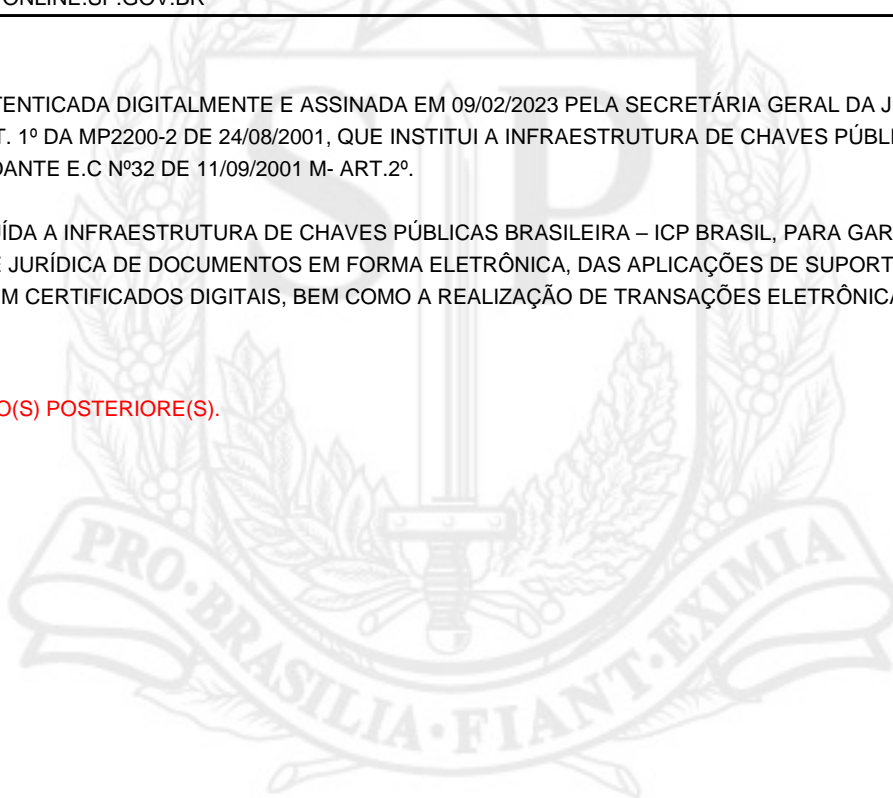 ONLINE.SP.GOV.BR
TENTICADA DIGITALMENTE E ASSINADA EM 09/02/2023 PELA SECRETÁRIA GERAL DA J
T. 1º DA MP2200-2 DE 24/08/2001, QUE INSTITUI A INFRAESTRUTURA DE CHAVES PÚBL
DANTE E.C Nº32 DE 11/09/2001 M- ART.2º.
ÍDA A INFRAESTRUTURA DE CHAVES PÚBLICAS BRASILEIRA – ICP BRASIL, PARA GAR
E JURÍDICA DE DOCUMENTOS EM FORMA ELETRÔNICA, DAS APLICAÇÕES DE SUPORT
M CERTIFICADOS DIGITAIS, BEM COMO A REALIZAÇÃO DE TRANSAÇÕES ELETRÔNICA
O(S) POSTERIORE(S).
SP
PRO·BRASILIA·FIANT·EXIMIA